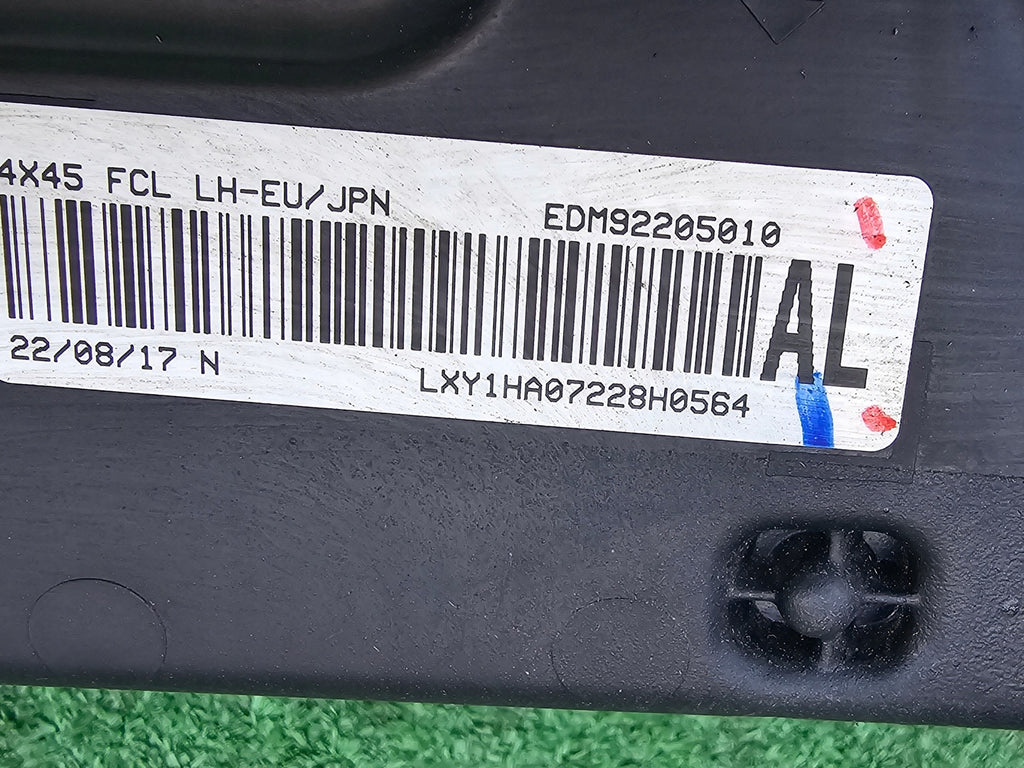 4X45 FCL LH-EU/JPN
EDM92205010
AL
22/08/17 N
LXY1HA07228H0564